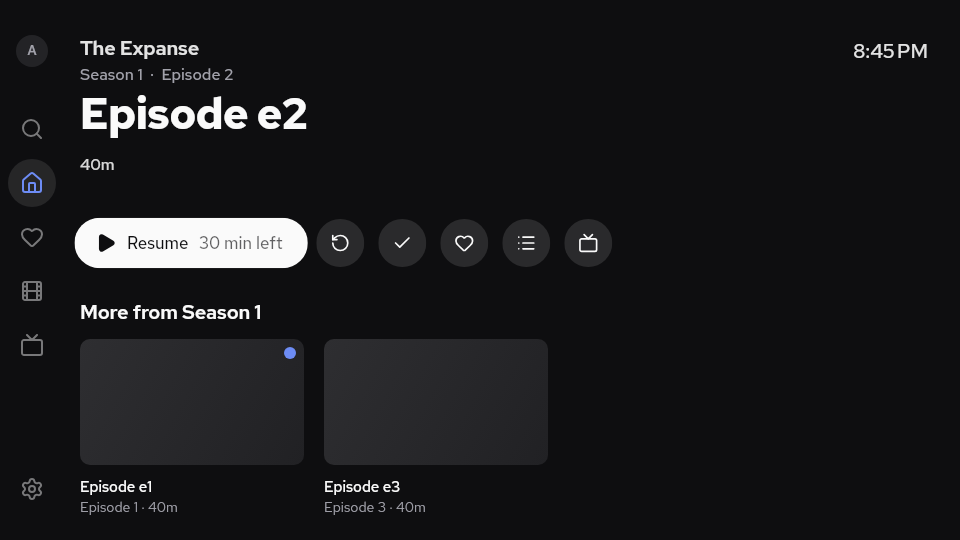 A
The Expanse
8:45 PM
Season 1 · Episode 2
Episode e2
40m
Resume 30 min left
More from Season 1
Episode e1
Episode 1 · 40m
Episode e3
Episode 3 · 40m